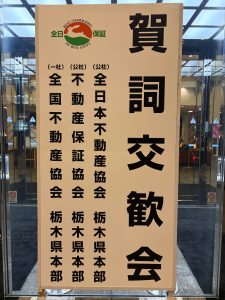 全日 保証
賀詞交歓会
(公社)全日本不動産協会 栃木県本部
(公社)不動産保証協会 栃木県本部
(一社)全国不動産協会 栃木県本部